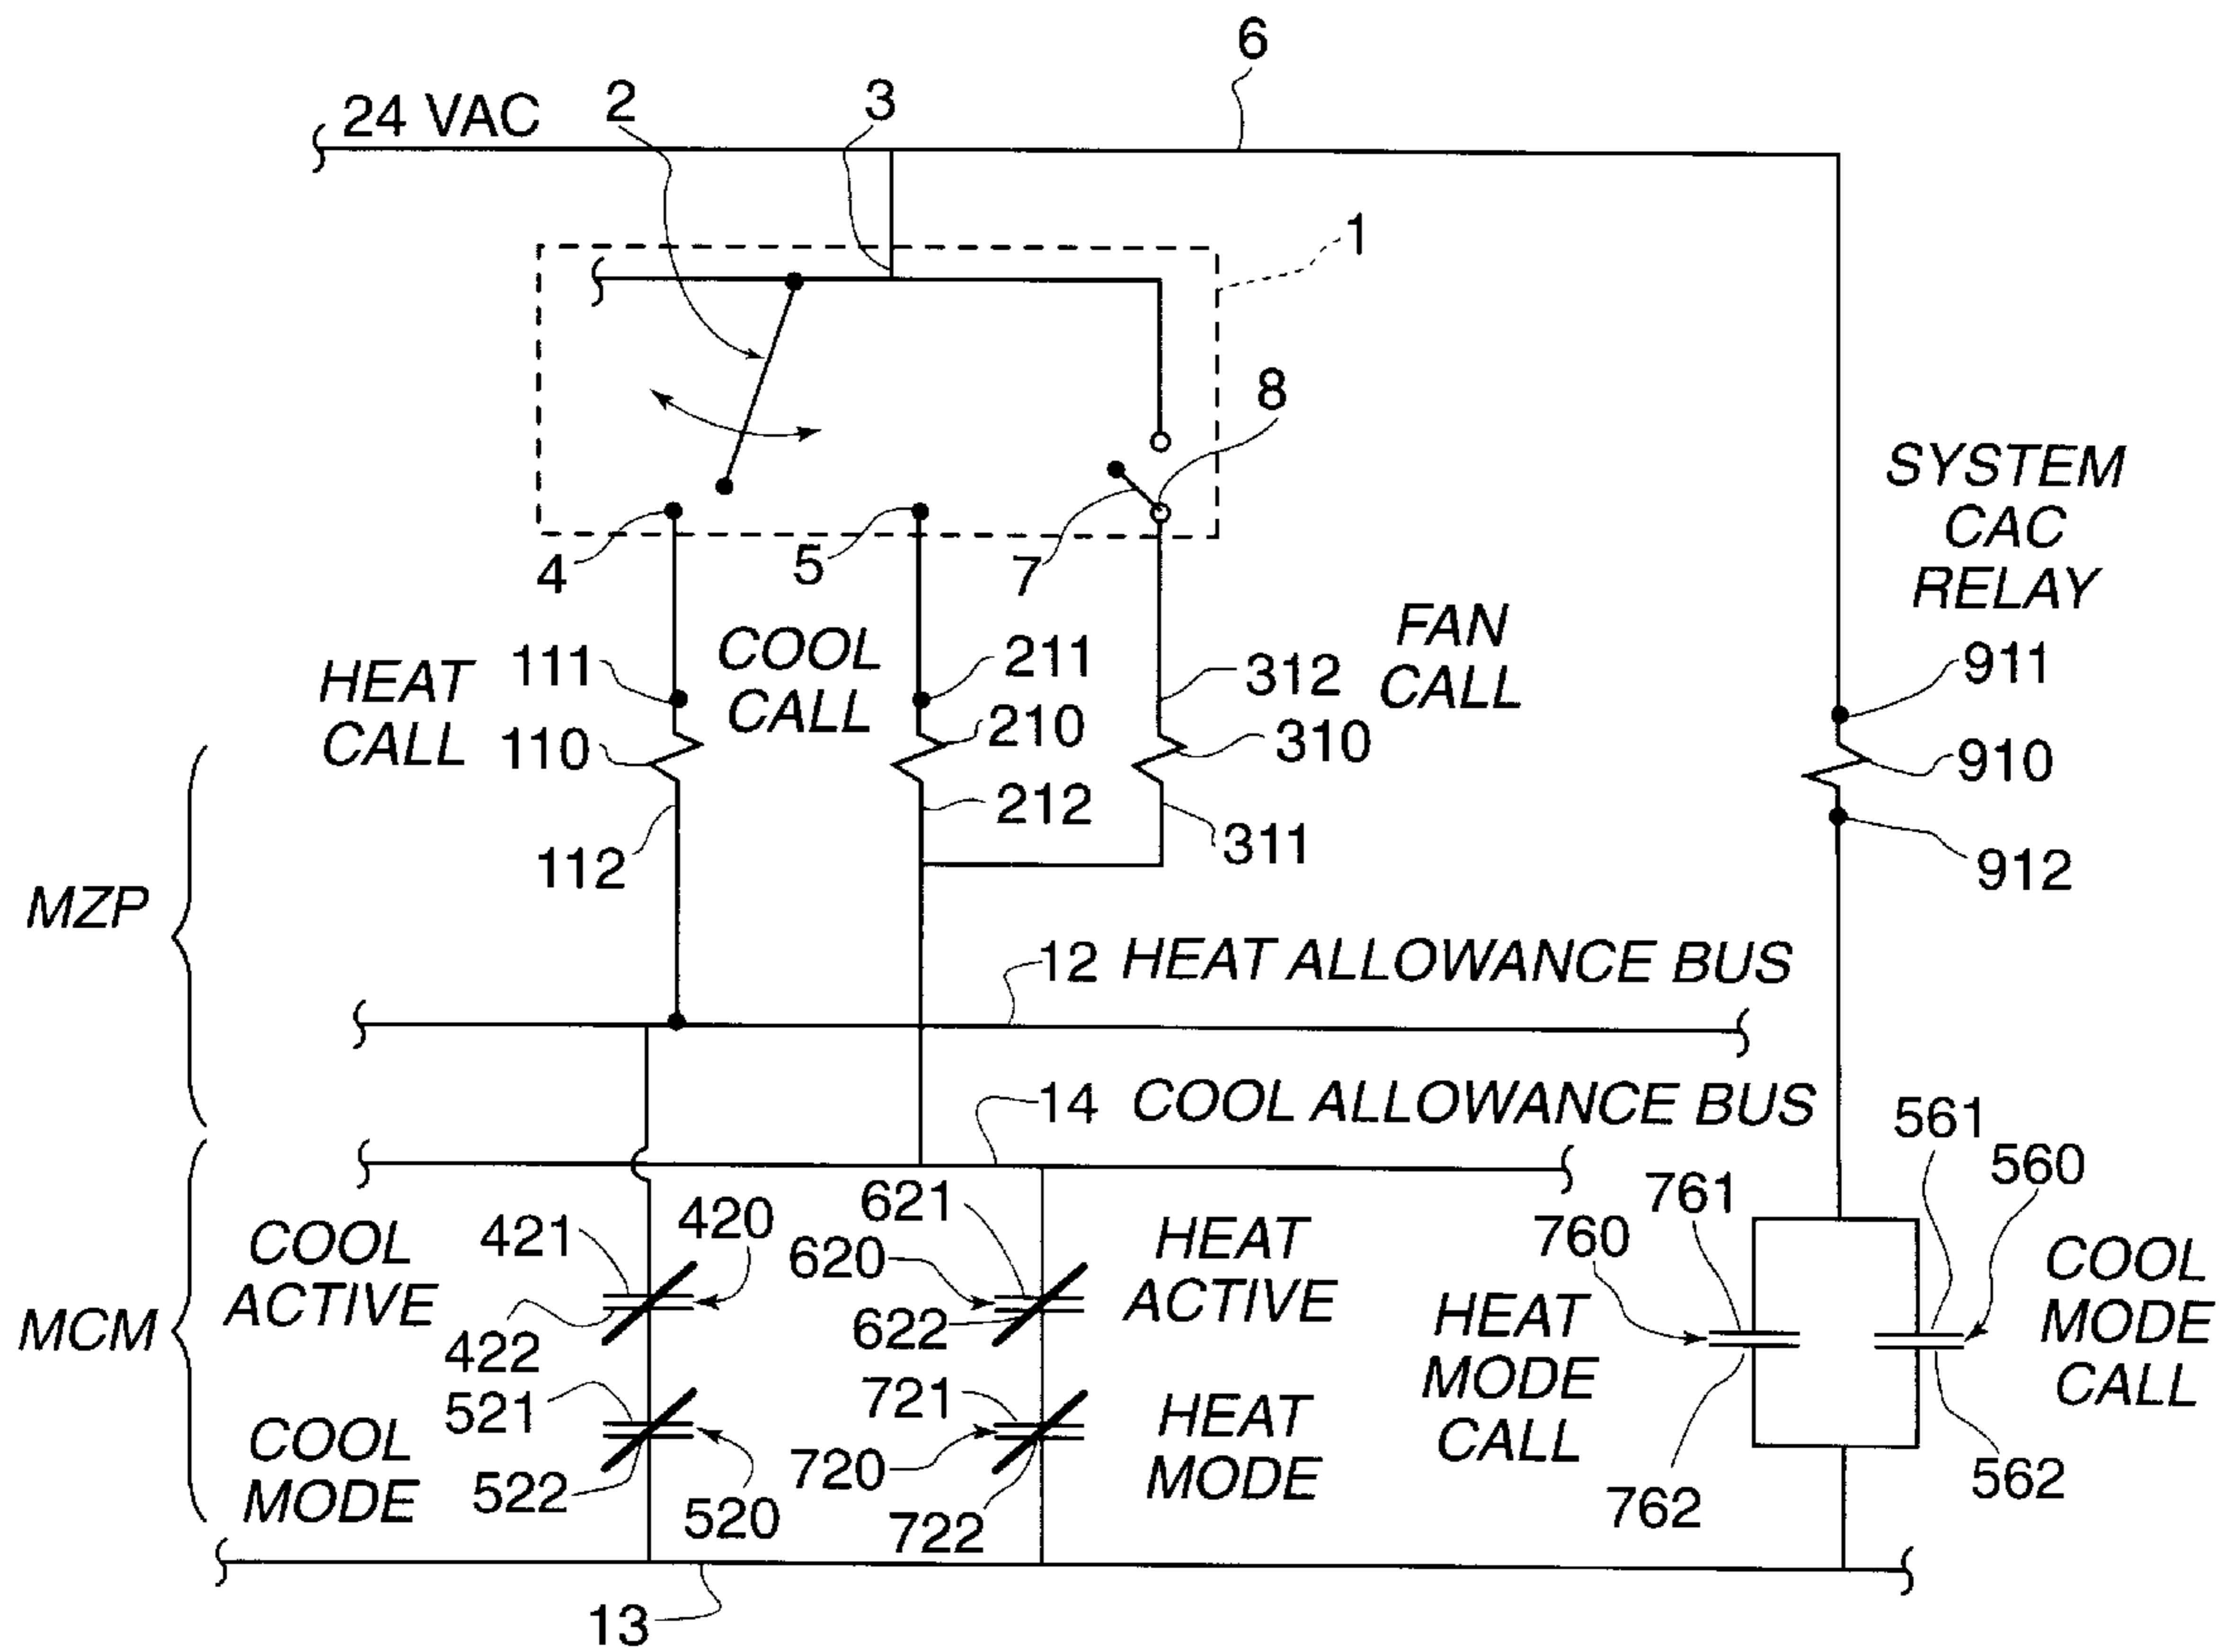 6
24 VAC
2
3
1
8
SYSTEM
CAC
RELAY
4
5
7
FAN
CALL
HEAT
CALL
111
COOL
CALL
211
312
911
110
210
310
910
112
212
311
912
MZP
12 HEAT ALLOWANCE BUS
14 COOL ALLOWANCE BUS
561
560
COOL
ACTIVE
421
420
422
621
620
622
HEAT
ACTIVE
761
760
HEAT
MODE
CALL
COOL
MODE
CALL
MCM
COOL
MODE
521
522
520
721
720
722
HEAT
MODE
762
562
13